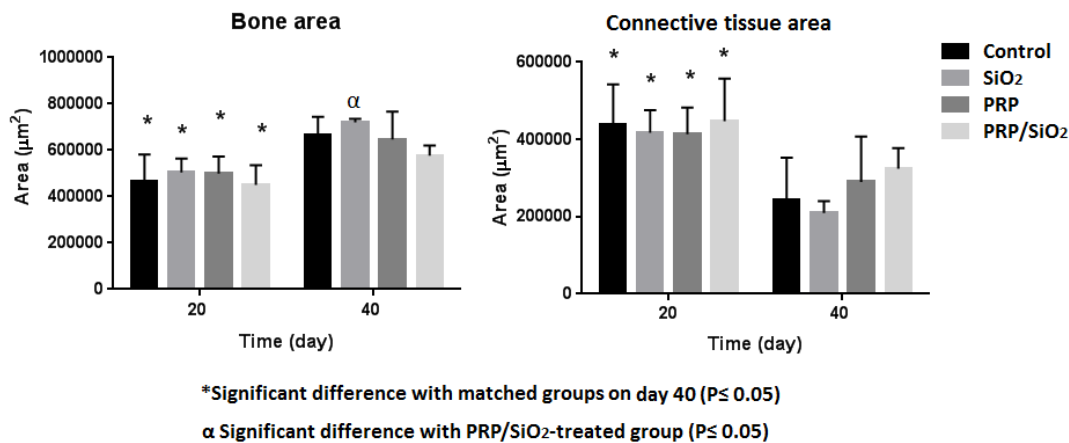 Bone area
Area (μm²)
1000000
800000
600000
400000
200000
0
* * * *
α
20 40
Time (day)
Connective tissue area
Area (μm²)
600000
400000
200000
0
* * * *
20 40
Time (day)
Control
SiO₂
PRP
PRP/SiO₂
*Significant difference with matched groups on day 40 (P≤ 0.05)
α Significant difference with PRP/SiO₂-treated group (P≤ 0.05)